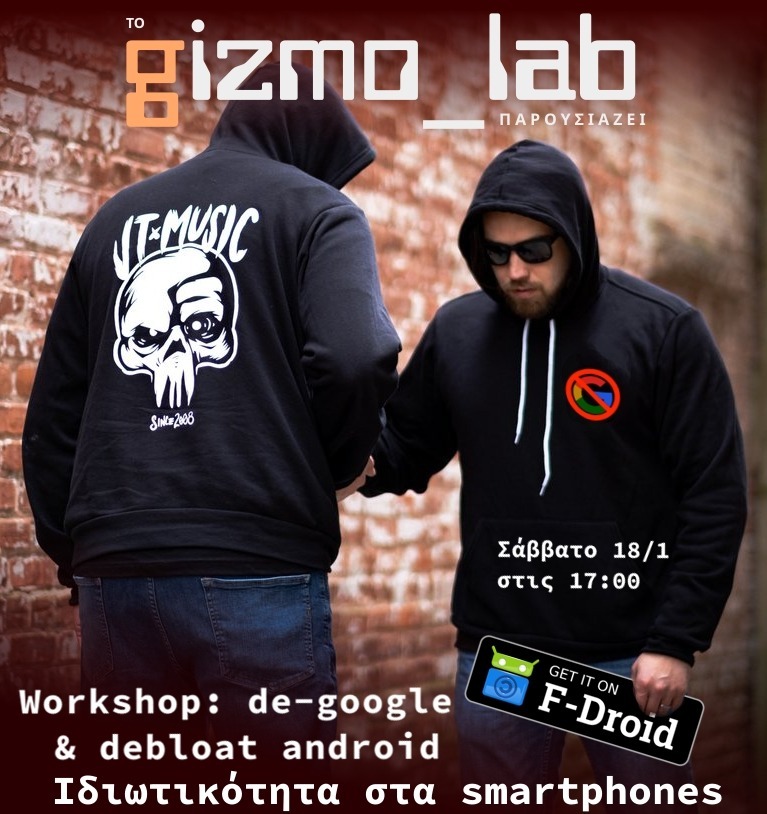 ΤΟ
gizmo_lab
ΠΑΡΟΥΣΙΑΖΕΙ
JT×MUSIC
SINCE 2008
Σάββατο 18/1
στις 17:00
GET IT ON
F-Droid
Workshop: de-google
& debloat android
Ιδιωτικότητα στα smartphones